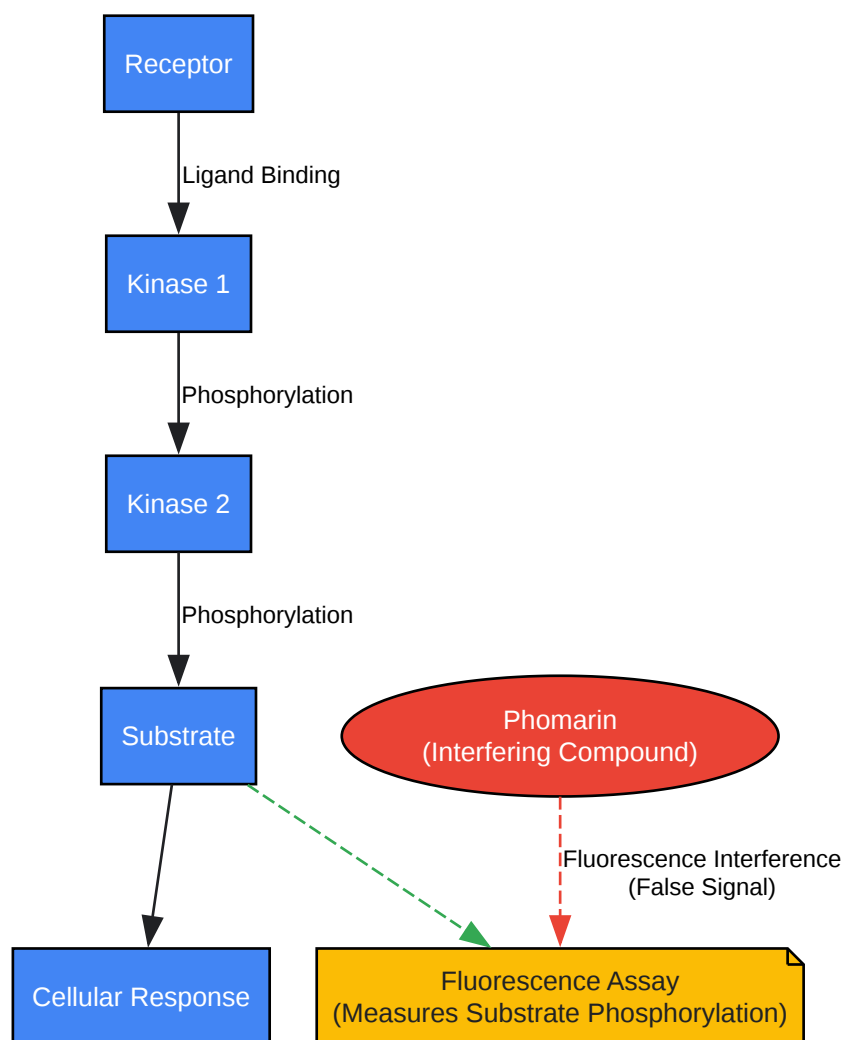 Receptor
Ligand Binding
Kinase 1
Phosphorylation
Kinase 2
Phosphorylation
Substrate
Phomarin
(Interfering Compound)
Fluorescence Interference
(False Signal)
Cellular Response
Fluorescence Assay
(Measures Substrate Phosphorylation)